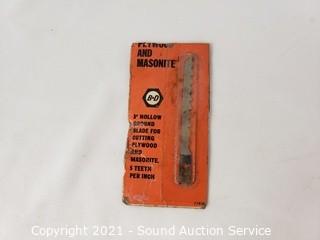 PLYWOOD
AND
MASONITE
B&D
3" HOLLOW
GROUND
BLADE FOR
CUTTING
PLYWOOD
AND
MASONITE.
5 TEETH
PER INCH
Copyright 2021 - Sound Auction Service